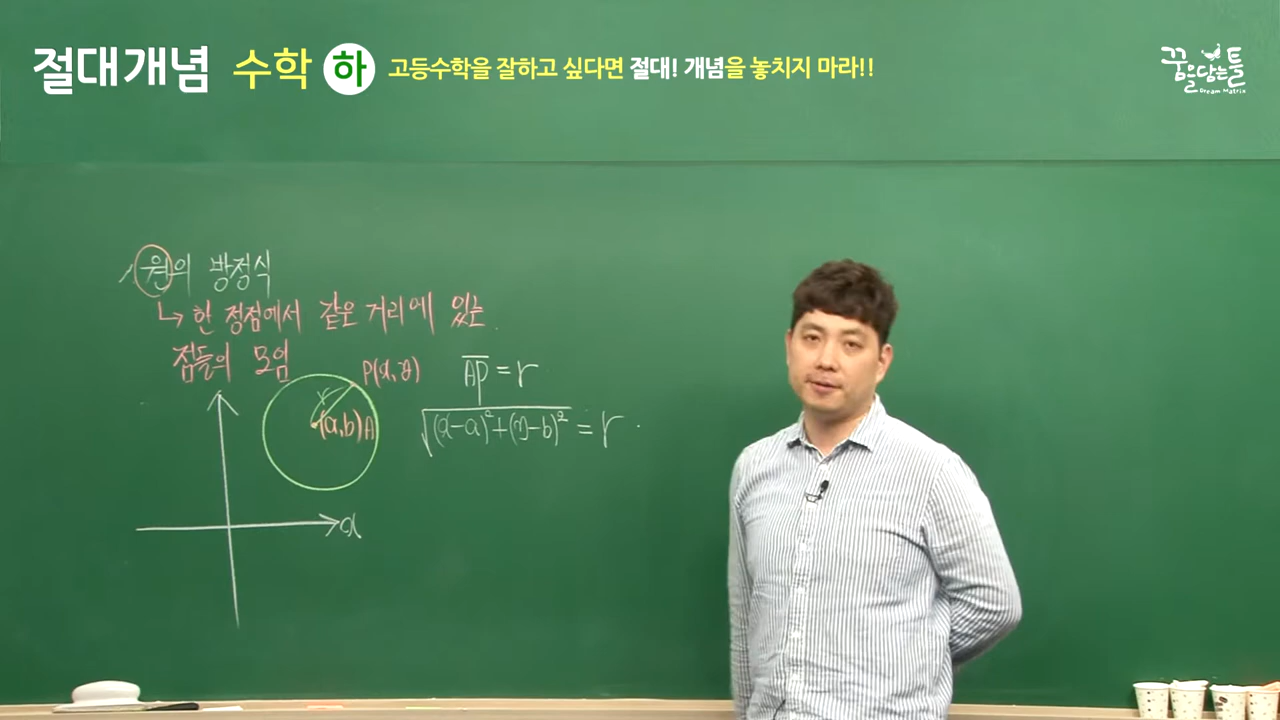 절대개념 수학 하 고등수학을 잘하고 싶다면 절대! 개념을 놓치지 마라!!
꿈을담는틀
Dream Matrix
원의 방정식
↳ 한 정점에서 같은 거리에 있는
점들의 모임
P(x,y)
r
(a,b)A
x
A̅P̅ = r
√((x-a)²+(y-b)²) = r